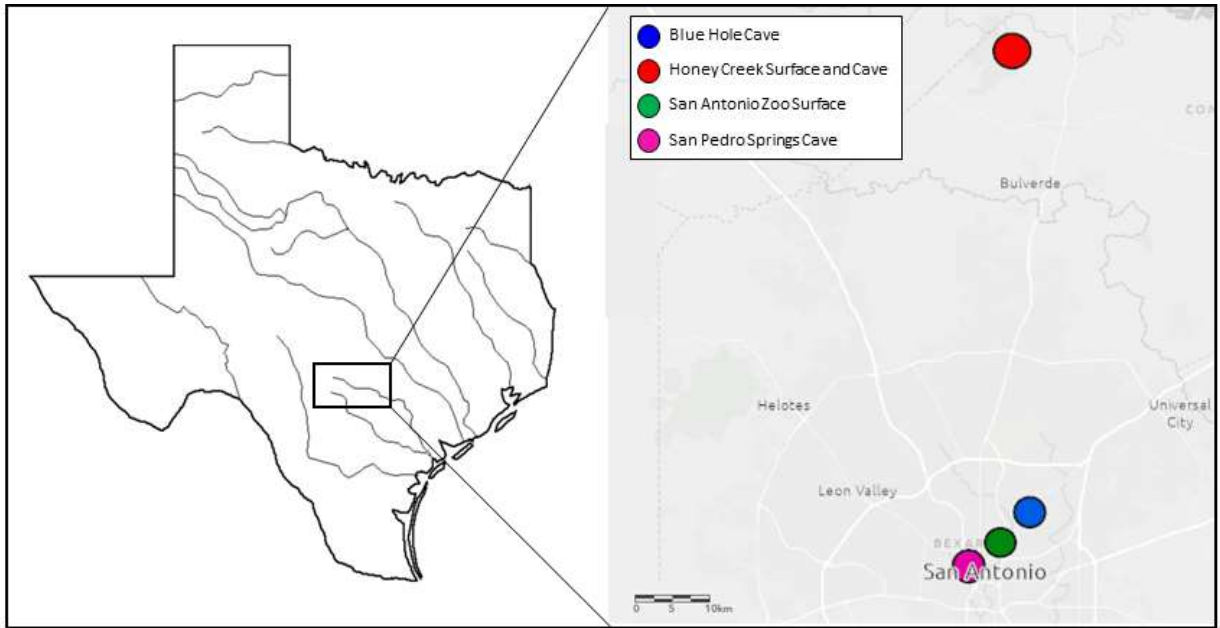 Blue Hole Cave
Honey Creek Surface and Cave
San Antonio Zoo Surface
San Pedro Springs Cave
CO
Bulverde
Helotes
Universal
City
Leon Valley
BEXAR
San Antonio
0 5 10km